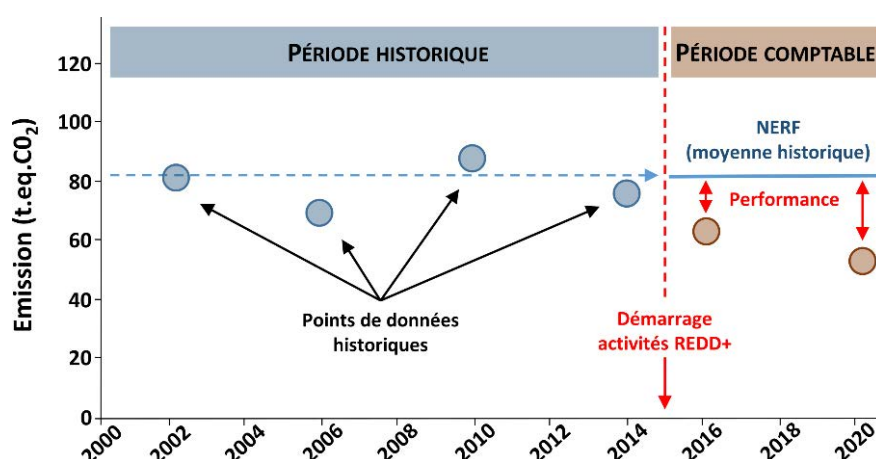 PÉRIODE HISTORIQUE
PÉRIODE COMPTABLE
Emission (t.eq.CO₂)
120
100
80
60
40
20
0
NERF
(moyenne historique)
Performance
Points de données
historiques
Démarrage
activités REDD+
2000
2002
2006
2008
2010
2012
2014
2016
2018
2020